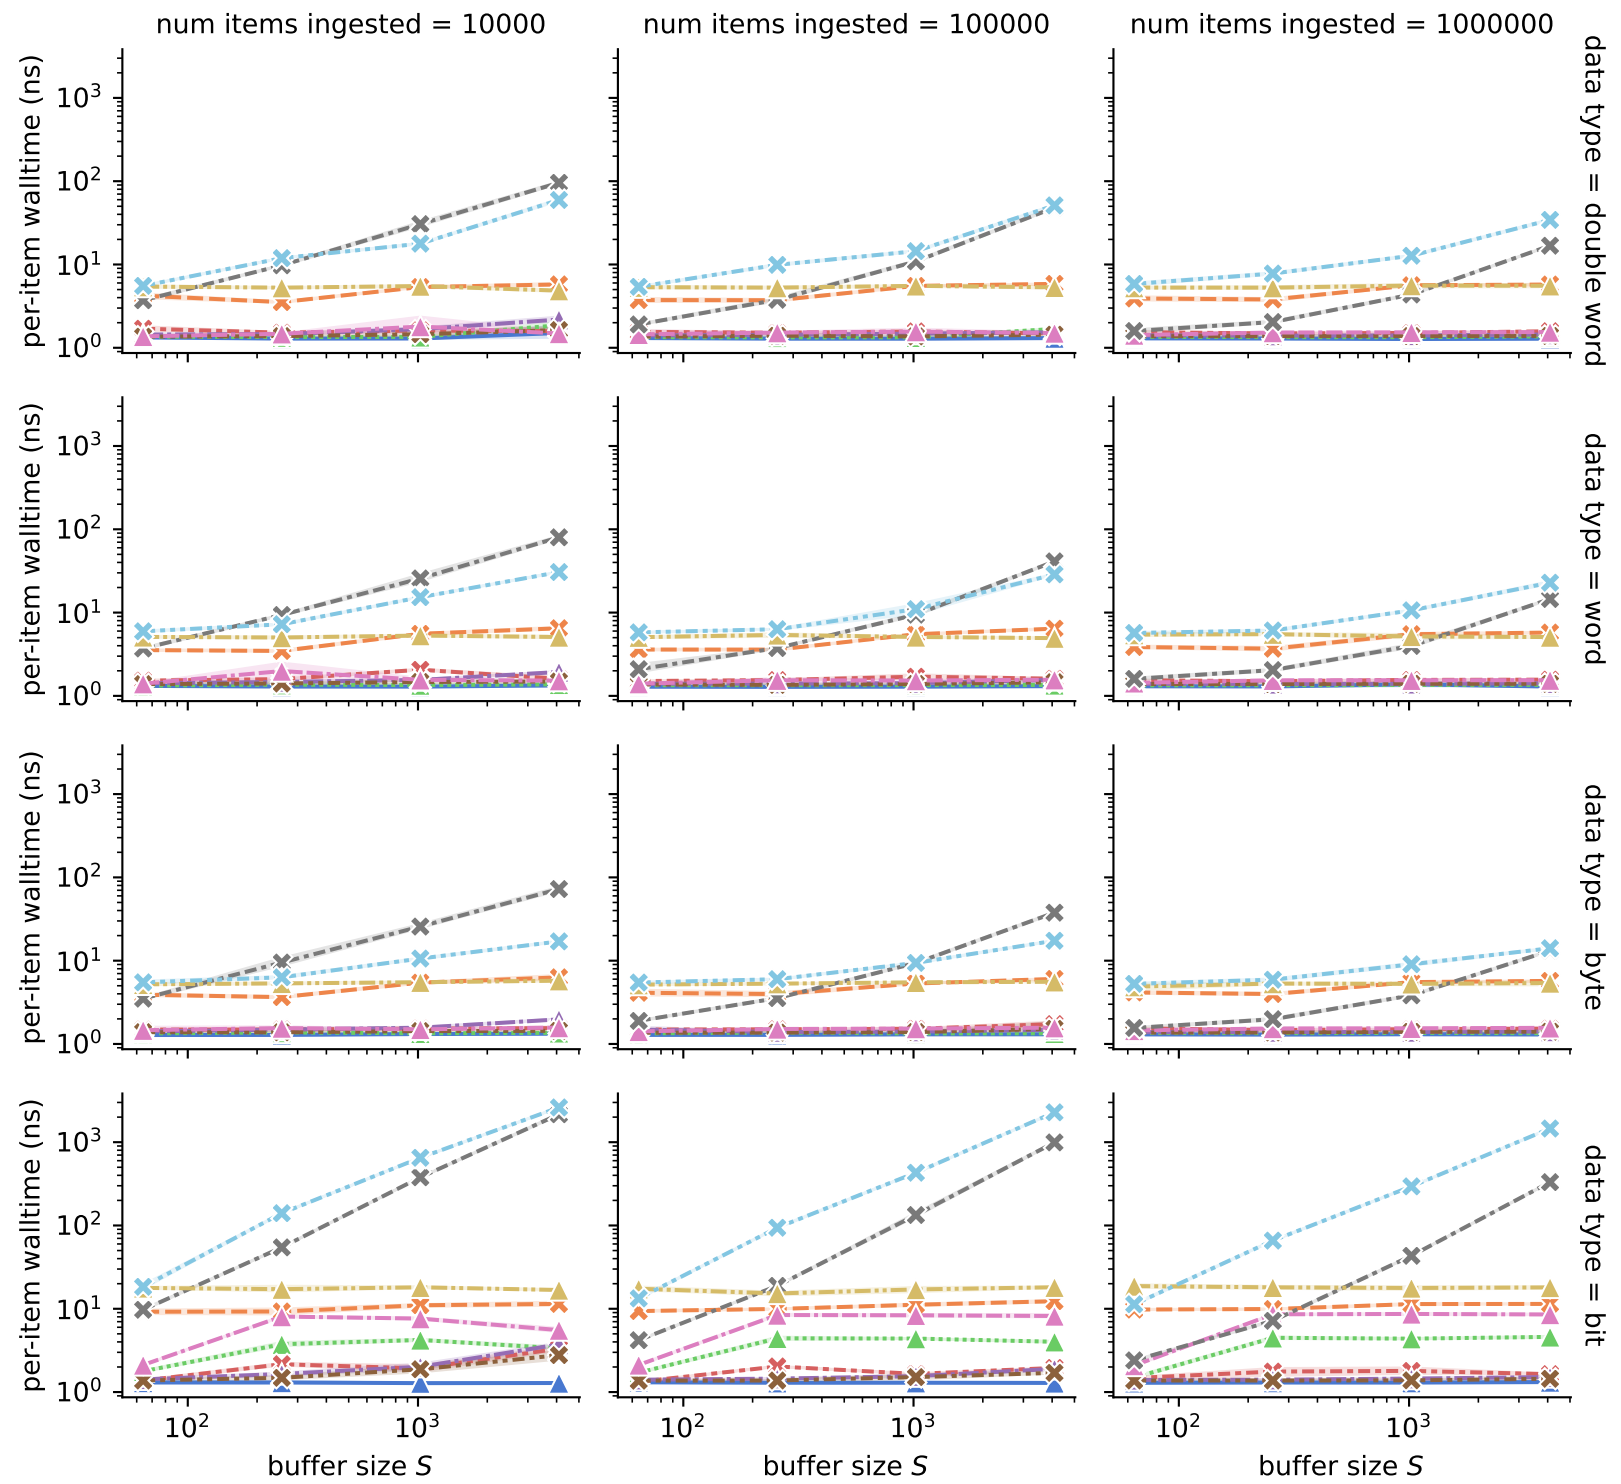 num items ingested = 10000
num items ingested = 100000
num items ingested = 1000000
per-item walltime (ns)
10³
10²
10¹
10⁰
data type = double word
per-item walltime (ns)
10³
10²
10¹
10⁰
data type = word
per-item walltime (ns)
10³
10²
10¹
10⁰
data type = byte
per-item walltime (ns)
10³
10²
10¹
10⁰
data type = bit
10²
10³
10²
10³
10²
10³
buffer size S
buffer size S
buffer size S